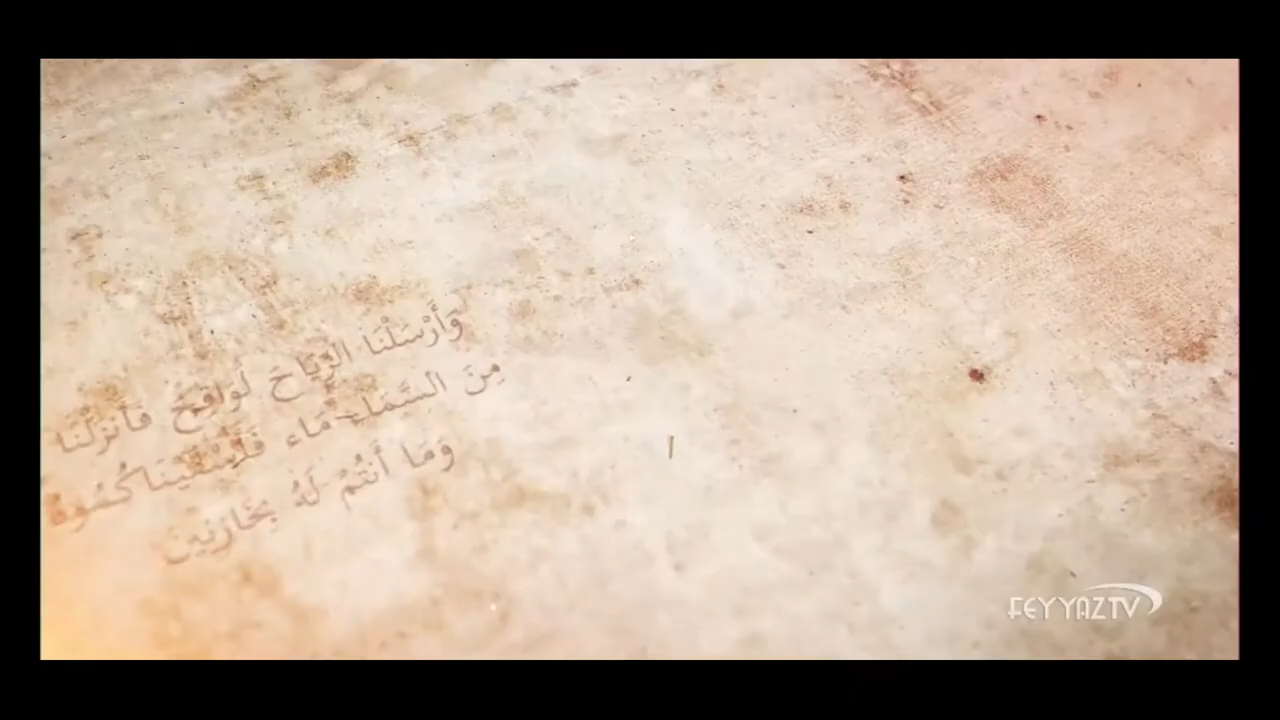 وَأَرْسَلْنَا الرِّيَاحَ لَوَاقِحَ فَأَنزَلْنَا
مِنَ السَّمَاءِ مَاء فَأَسْقَيْنَاكُمُوهُ
وَمَا أَنتُمْ لَهُ بِخَازِنِينَ
FEYYAZTV